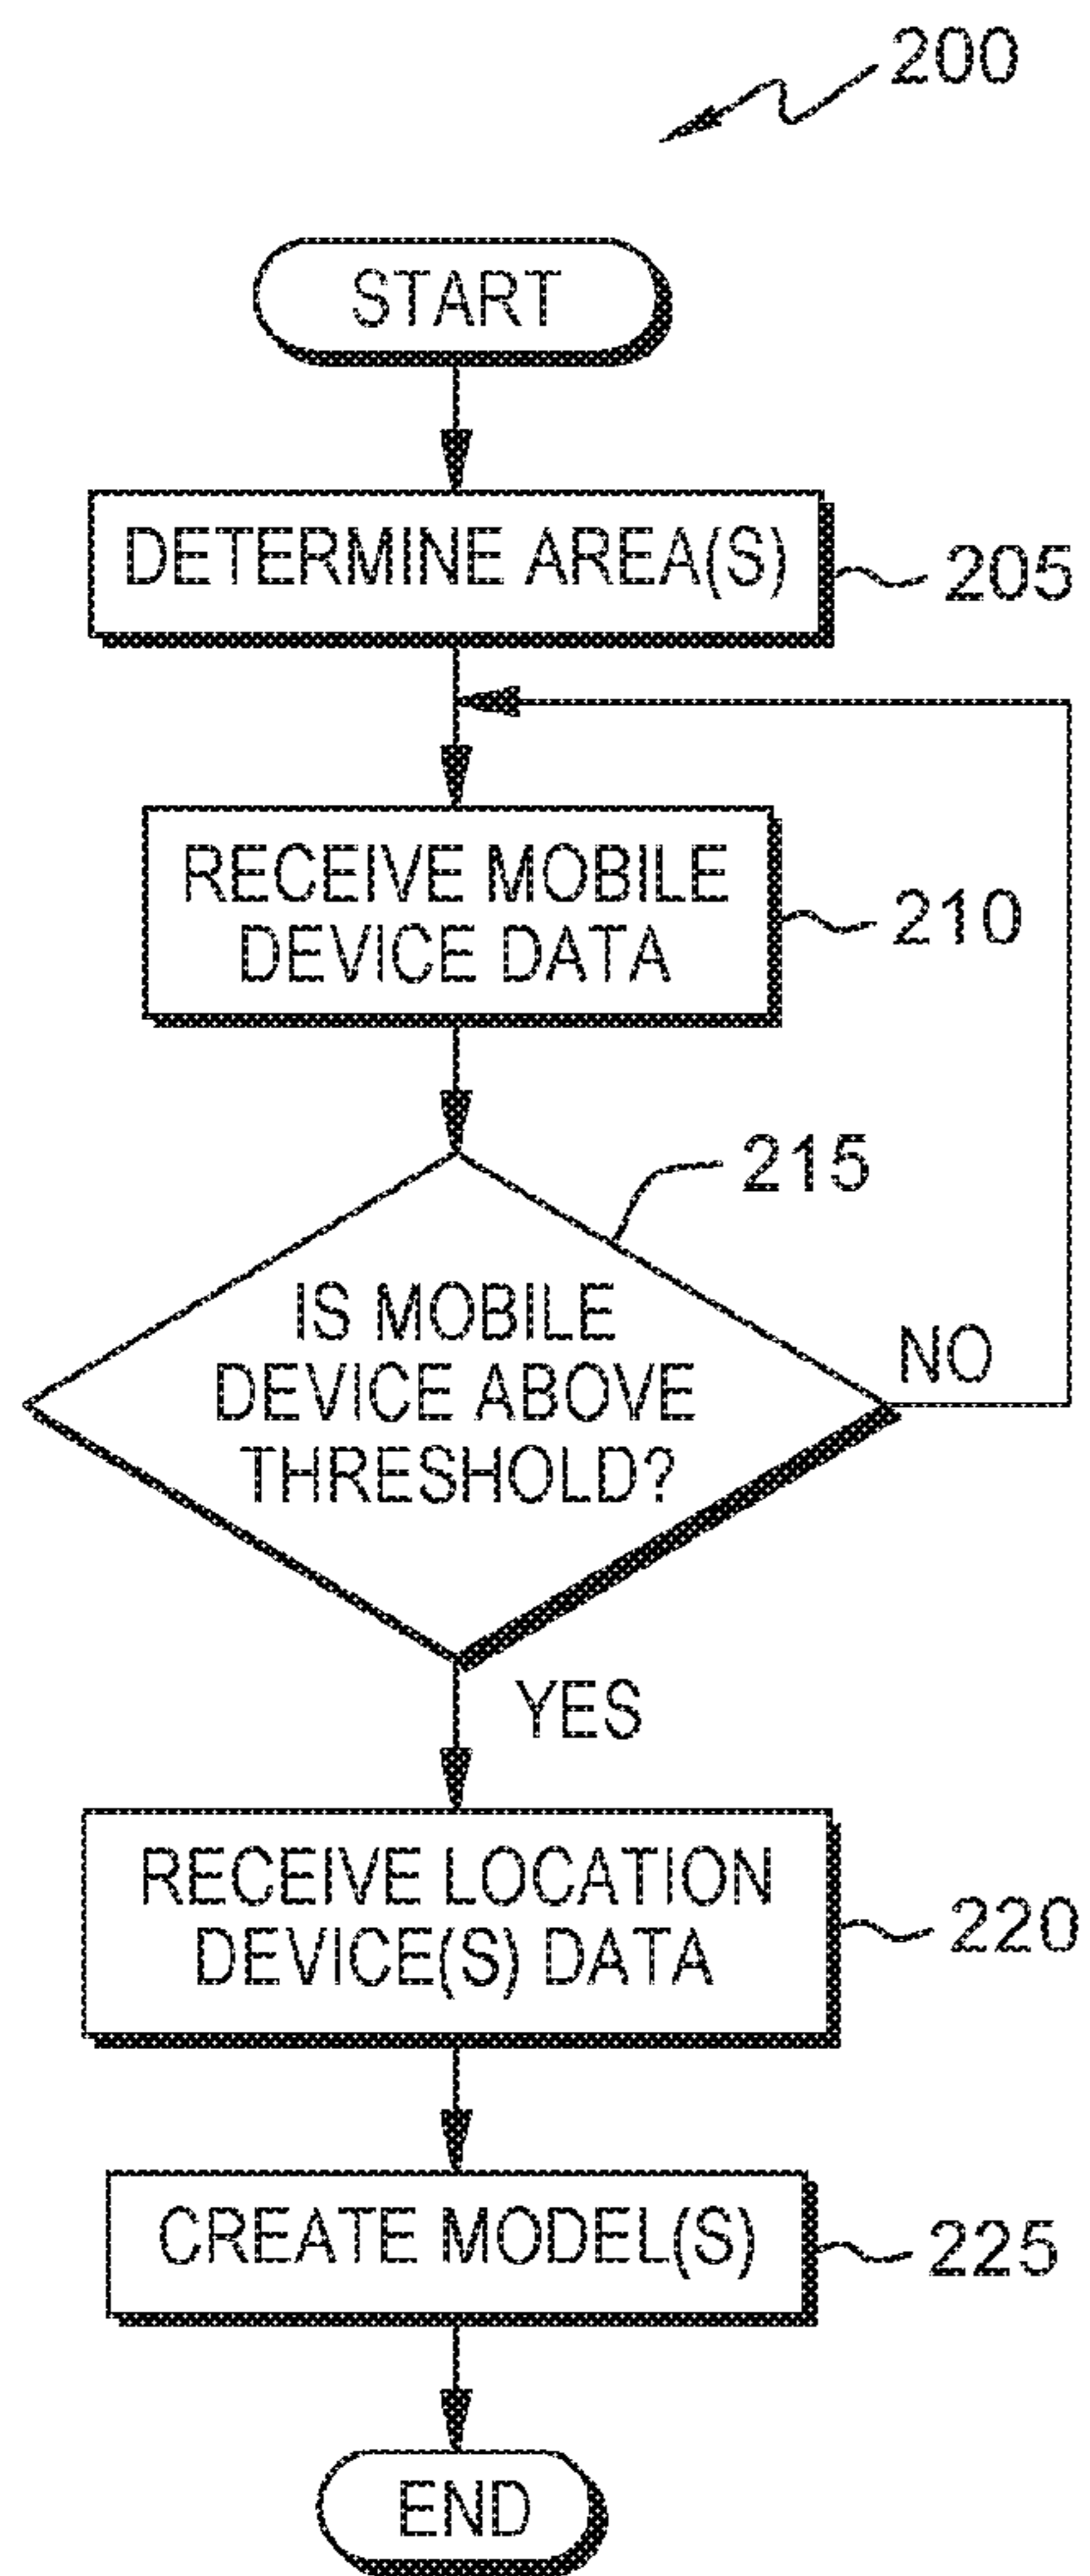 200
START
DETERMINE AREA(S)
205
RECEIVE MOBILE
DEVICE DATA
210
215
IS MOBILE
DEVICE ABOVE
THRESHOLD?
NO
YES
RECEIVE LOCATION
DEVICE(S) DATA
220
CREATE MODEL(S)
225
END